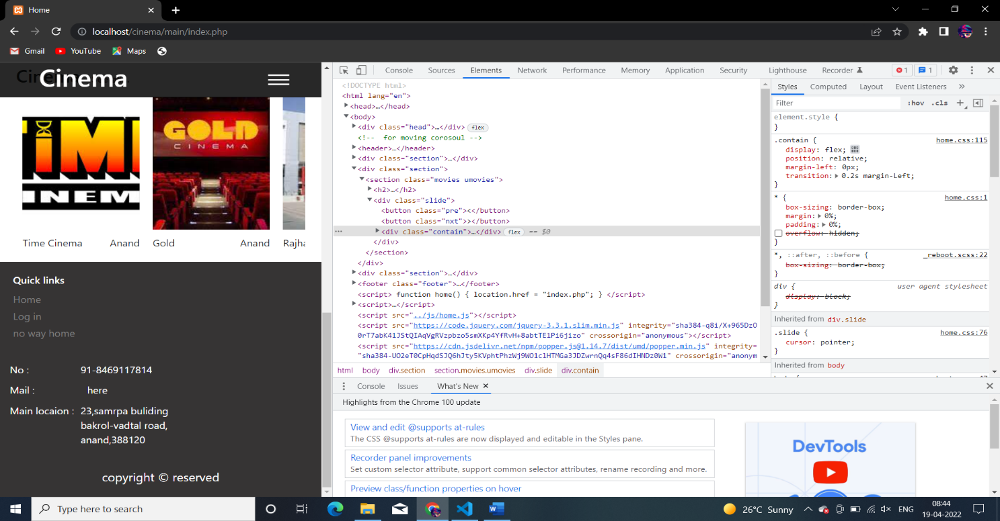 Home
localhost/cinema/main/index.php
Gmail YouTube Maps
Cinema
Cinema
TiME
CINEMA
GOLD
CINEMA
Time Cinema Anand Gold Anand Rajha
Quick links
Home
Log in
no way home
No : 91-8469117814
Mail : here
Main locaion : 23,samrpa buliding
bakrol-vadtal road,
anand,388120
copyright © reserved
Console Sources Elements Network Performance Memory Application Security Lighthouse Recorder 1 1
<!DOCTYPE html>
<html lang="en">
<head>…</head>
<body>
<div class="head">…</div> flex
<!-- for moving corosoul -->
<header>…</header>
<div class="section">…</div>
<div class="section">
<section class="movies umovies">
<h2>…</h2>
<div class="slide">
<button class="pre"><</button>
<button class="nxt">></button>
<div class="contain">…</div> flex == $0
</div>
</section>
</div>
<div class="section">…</div>
<footer class="footer">…</footer>
<script> function home() { location.href = "index.php"; } </script>
<script>…</script>
<script src="../js/home.js"></script>
<script src="https://code.jquery.com/jquery-3.3.1.slim.min.js" integrity="sha384-q8i/X+965DzO
0rT7abK41JStQIAqVgRVzpbzo5smXKp4YfRvH+8abtTE1Pi6jizo" crossorigin="anonymous"></script>
<script src="https://cdn.jsdelivr.net/npm/popper.js@1.14.7/dist/umd/popper.min.js" integrity=
"sha384-UO2eT0CpHqdSJQ6hJty5KVphtPhzWj9WO1clHTMGa3JDZwrnQq4sF86dIHNDz0W1" crossorigin="anonym
html body div.section section.movies.umovies div.slide div.contain
Styles Computed Layout Event Listeners »
Filter :hov .cls +
element.style {
}
.contain { home.css:115
display: flex;
position: relative;
margin-left: 0px;
transition: 0.2s margin-Left;
}
* { home.css:1
box-sizing: border-box;
margin: 0%;
padding: 0%;
overflow: hidden;
}
*, ::after, ::before { _reboot.scss:22
box-sizing: border-box;
}
div { user agent stylesheet
display: block;
}
Inherited from div.slide
.slide { home.css:76
cursor: pointer;
}
Inherited from body
Console Issues What's New
Highlights from the Chrome 100 update
View and edit @supports at-rules
The CSS @supports at-rules are now displayed and editable in the Styles pane.
Recorder panel improvements
Set custom selector attribute, support common selector attributes, rename recording and more.
Preview class/function properties on hover
DevTools
Type here to search
26°C Sunny ENG 08:44
19-04-2022